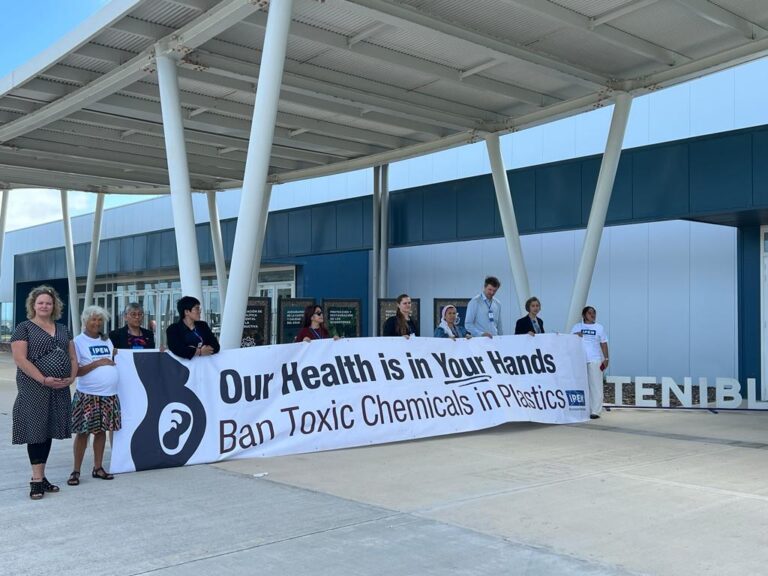 Our Health is in Your Hands
Ban Toxic Chemicals in Plastics
IPEN
IPEN
IPEN
TENIBL